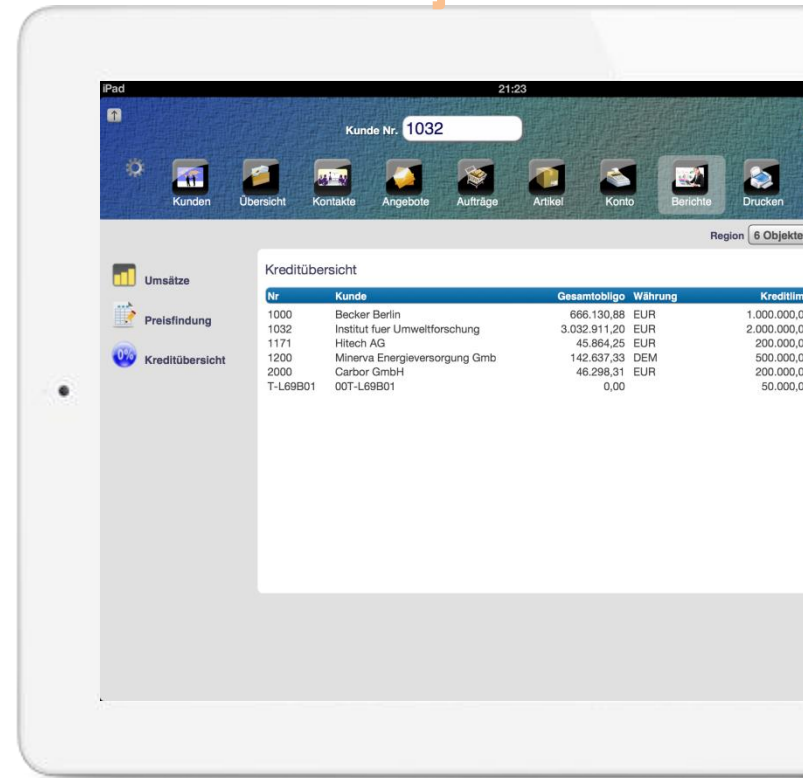 iPad 21:23
Kunde Nr. 1032
Kunden Übersicht Kontakte Angebote Aufträge Artikel Konto Berichte Drucken
Region 6 Objekte
Umsätze
Preisfindung
0% Kreditübersicht
Kreditübersicht
Nr Kunde Gesamtobligo Währung Kreditlim
1000 Becker Berlin 666.130,88 EUR 1.000.000,0
1032 Institut fuer Umweltforschung 3.032.911,20 EUR 2.000.000,0
1171 Hitech AG 45.864,25 EUR 200.000,0
1200 Minerva Energieversorgung Gmb 142.637,33 DEM 500.000,0
2000 Carbor GmbH 46.298,31 EUR 200.000,0
T-L69B01 00T-L69B01 0,00 50.000,0